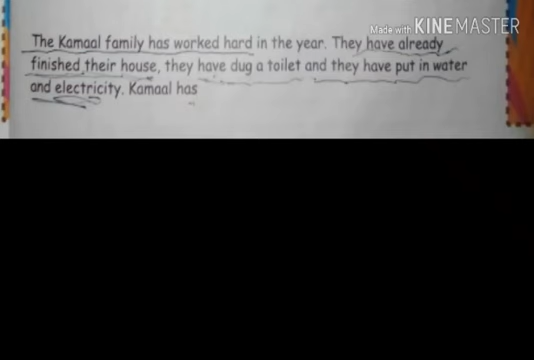 Made with KINEMASTER
The Kamaal family has worked hard in the year. They have already
finished their house, they have dug a toilet and they have put in water
and electricity. Kamaal has